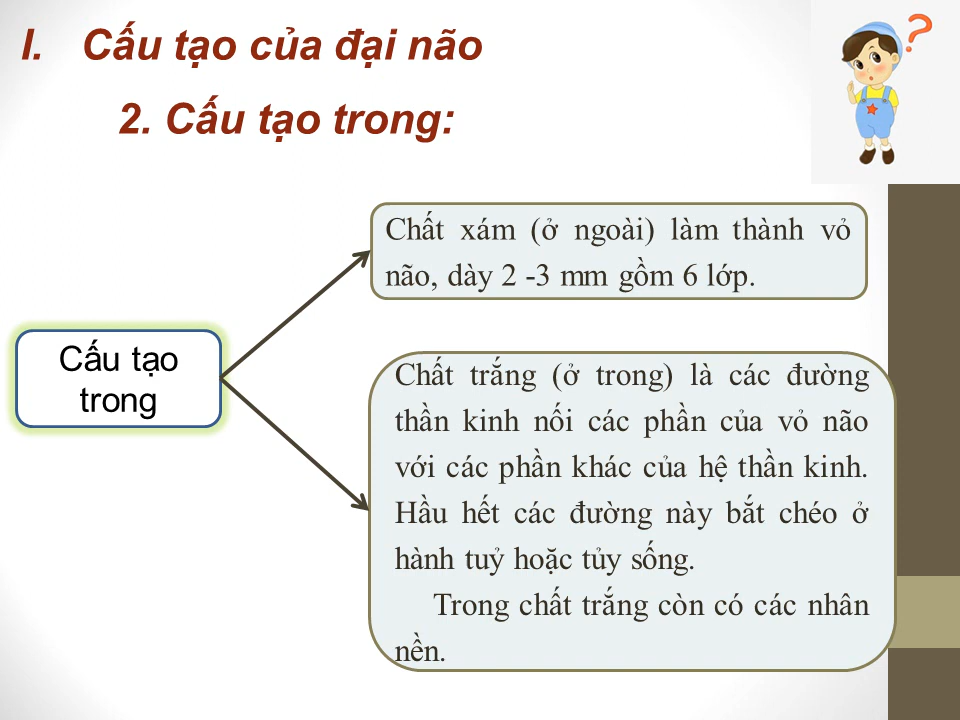 I. Cấu tạo của đại não
2. Cấu tạo trong:
Chất xám (ở ngoài) làm thành vỏ
não, dày 2 -3 mm gồm 6 lớp.
Cấu tạo
trong
Chất trắng (ở trong) là các đường
thần kinh nối các phần của vỏ não
với các phần khác của hệ thần kinh.
Hầu hết các đường này bắt chéo ở
hành tuỷ hoặc tủy sống.
Trong chất trắng còn có các nhân
nền.